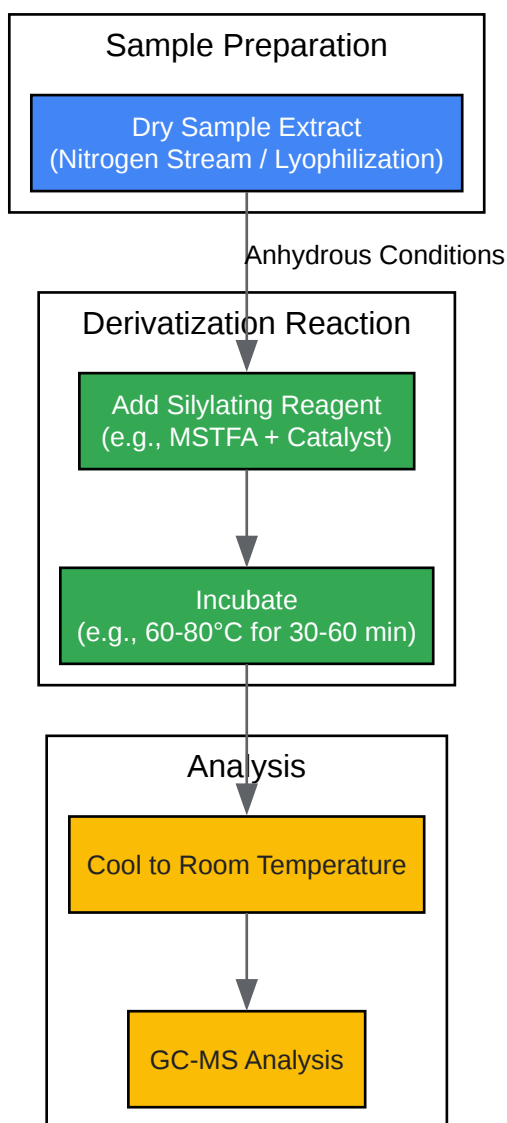 Sample Preparation
Dry Sample Extract
(Nitrogen Stream / Lyophilization)
Anhydrous Conditions
Derivatization Reaction
Add Silylating Reagent
(e.g., MSTFA + Catalyst)
Incubate
(e.g., 60-80°C for 30-60 min)
Analysis
Cool to Room Temperature
GC-MS Analysis